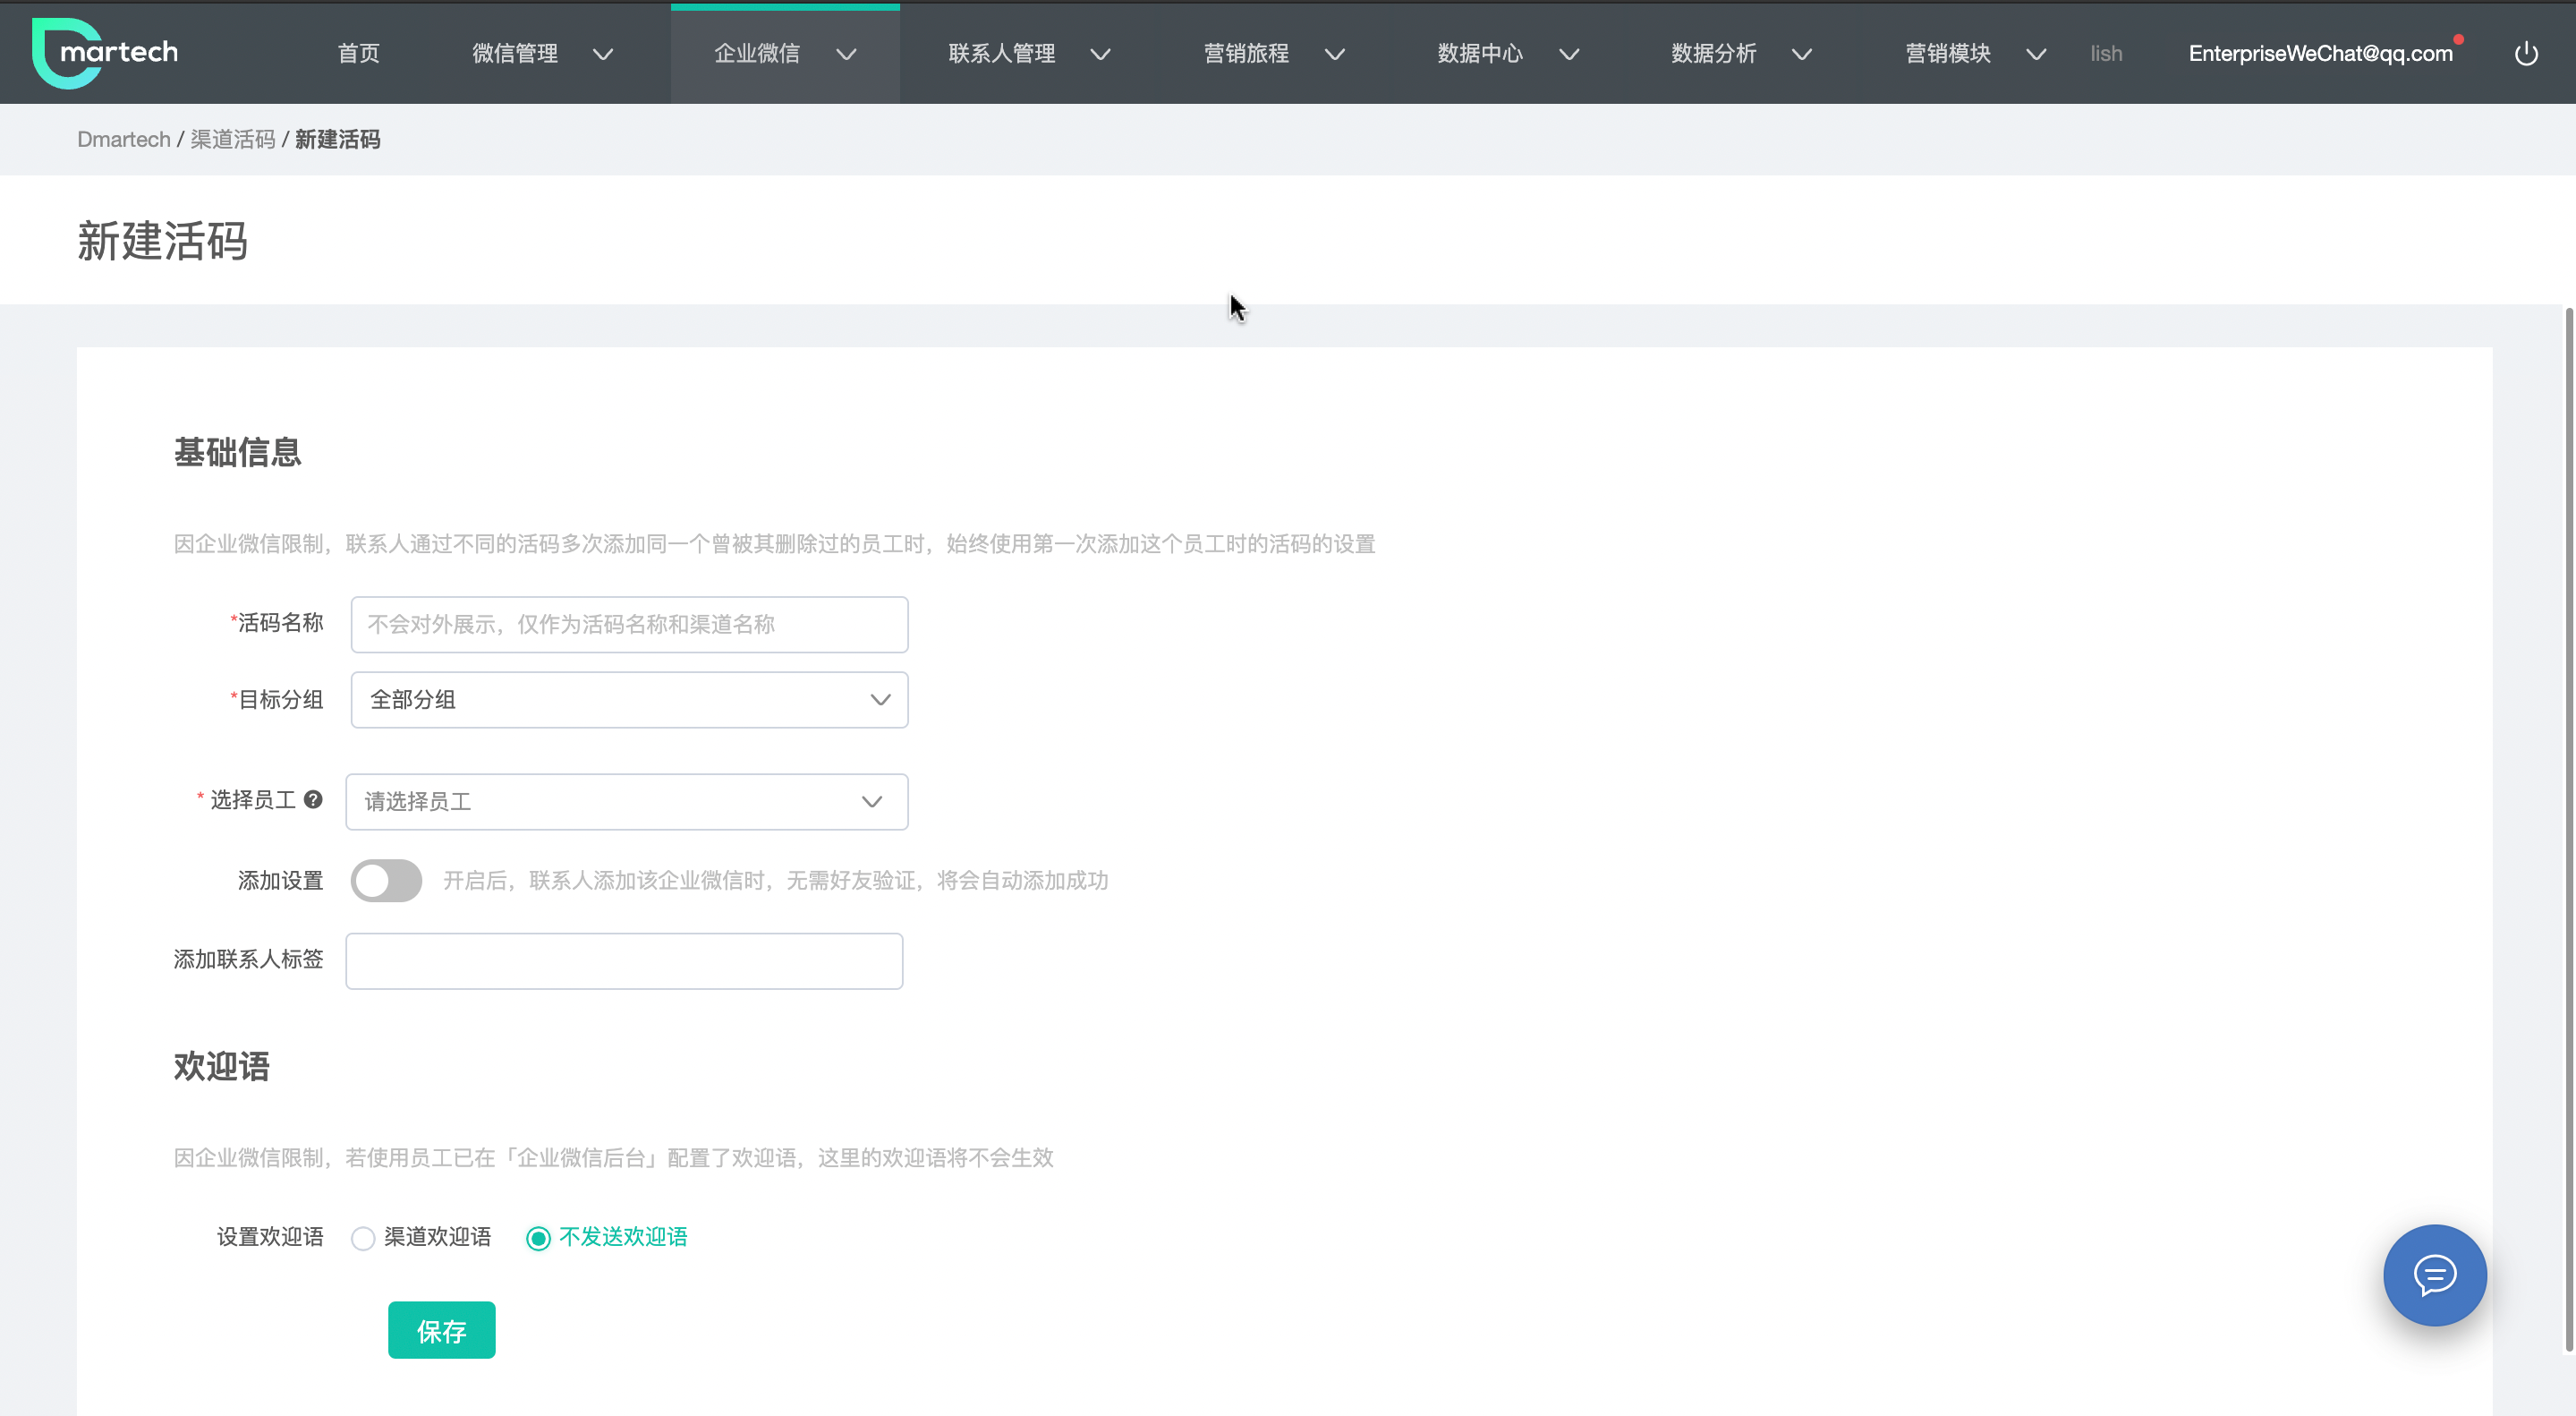 martech
首页
微信管理
企业微信
联系人管理
营销旅程
数据中心
数据分析
营销模块
lish
EnterpriseWeChat@qq.com
Dmartech / 渠道活码 / 新建活码
新建活码
基础信息
因企业微信限制，联系人通过不同的活码多次添加同一个曾被其删除过的员工时，始终使用第一次添加这个员工时的活码的设置
*活码名称 不会对外展示，仅作为活码名称和渠道名称
*目标分组 全部分组
* 选择员工 ? 请选择员工
添加设置 开启后，联系人添加该企业微信时，无需好友验证，将会自动添加成功
添加联系人标签
欢迎语
因企业微信限制，若使用员工已在「企业微信后台」配置了欢迎语，这里的欢迎语将不会生效
设置欢迎语 渠道欢迎语 不发送欢迎语
保存